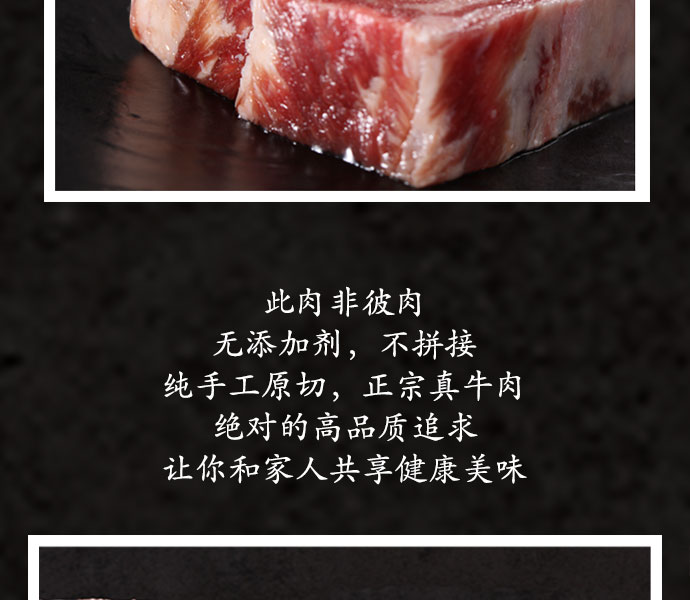 此肉非彼肉
无添加剂，不拼接
纯手工原切，正宗真牛肉
绝对的高品质追求
让你和家人共享健康美味